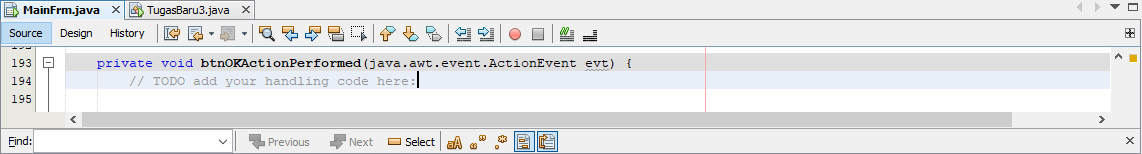 MainFrm.java TugasBaru3.java
Source Design History
193 private void btnOKActionPerformed(java.awt.event.ActionEvent evt) {
194 // TODO add your handling code here:
195
Find: Previous Next Select aA